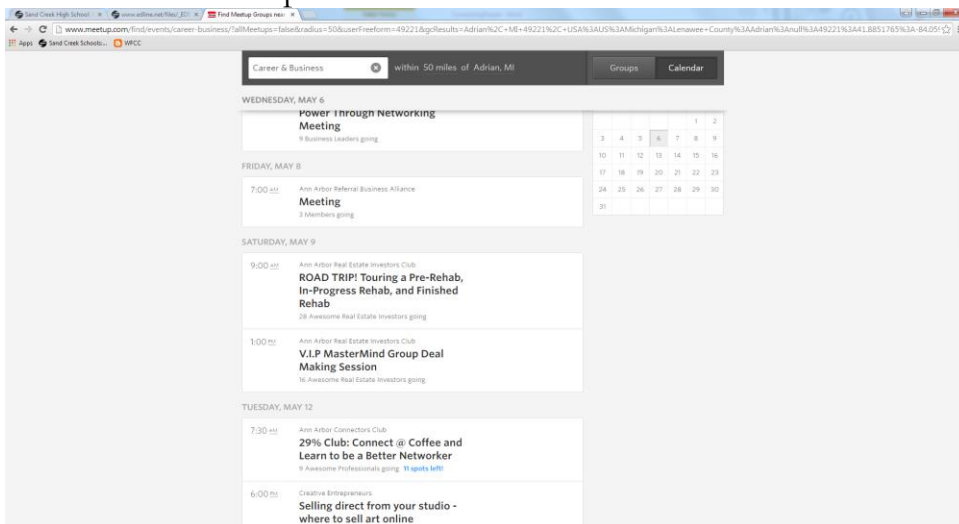 Sand Creek High School
www.edline.net/files/_EDl
Find Meetup Groups nea
www.meetup.com/find/events/career-business/?allMeetups=false&radius=50&userFreeform=49221&gcResults=Adrian%2C+MI+49221%2C+USA%3AUS%3AMichigan%3ALenawee+County%3AAdrian%3Anull%3A49221%3A41.8851765%3A-84.059
Apps Sand Creek Schools... WFCC
Career & Business within 50 miles of Adrian, MI Groups Calendar
WEDNESDAY, MAY 6
Power Through Networking
Meeting
9 Business Leaders going
1 2
3 4 5 6 7 8 9
10 11 12 13 14 15 16
17 18 19 20 21 22 23
24 25 26 27 28 29 30
31
FRIDAY, MAY 8
7:00 AM Ann Arbor Referral Business Alliance
Meeting
3 Members going
SATURDAY, MAY 9
9:00 AM Ann Arbor Real Estate Investors Club
ROAD TRIP! Touring a Pre-Rehab,
In-Progress Rehab, and Finished
Rehab
28 Awesome Real Estate Investors going
1:00 PM Ann Arbor Real Estate Investors Club
V.I.P MasterMind Group Deal
Making Session
16 Awesome Real Estate Investors going
TUESDAY, MAY 12
7:30 AM Ann Arbor Connectors Club
29% Club: Connect @ Coffee and
Learn to be a Better Networker
9 Awesome Professionals going 11 spots left!
6:00 PM Creative Entrepreneurs
Selling direct from your studio -
where to sell art online